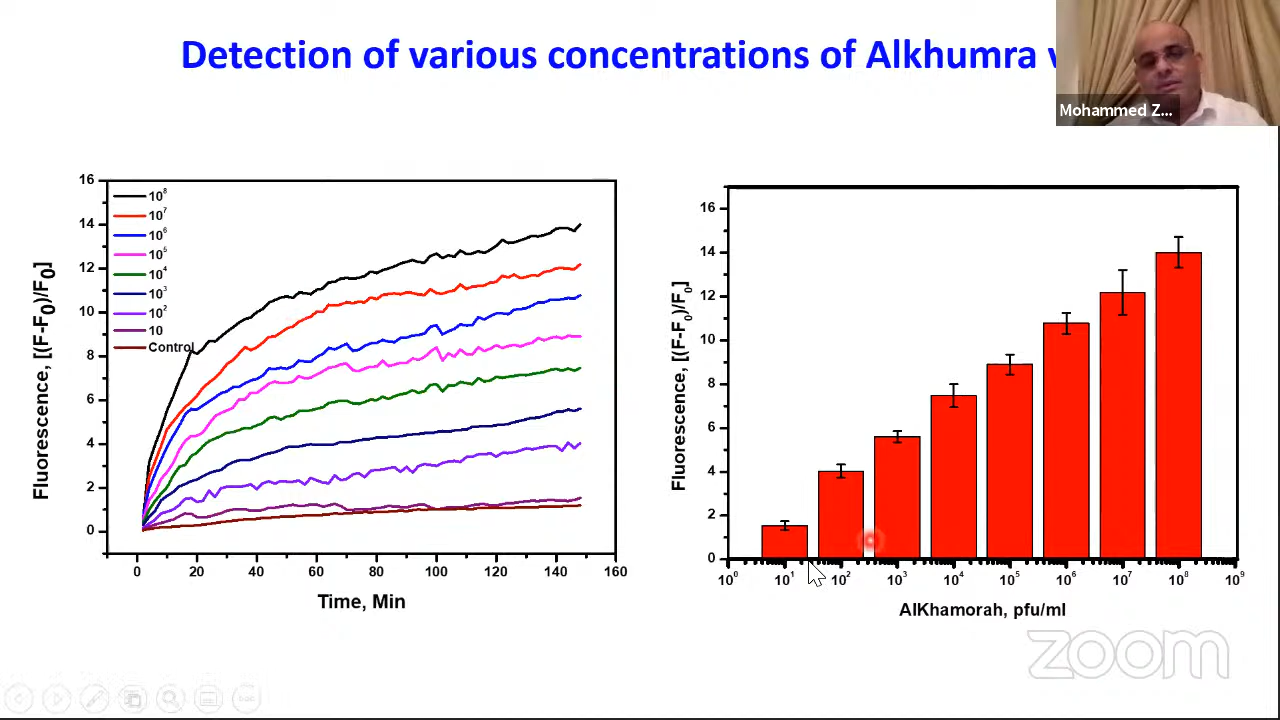 Detection of various concentrations of Alkhumra
Mohammed Z...
Fluorescence, [(F-F₀)/F₀]
16
14
12
10
8
6
4
2
0
10⁸
10⁷
10⁶
10⁵
10⁴
10³
10²
10
Control
0 20 40 60 80 100 120 140 160
Time, Min
Fluorescence, [(F-F₀)/F₀]
16
14
12
10
8
6
4
2
0
10⁰ 10¹ 10² 10³ 10⁴ 10⁵ 10⁶ 10⁷ 10⁸ 10⁹
AlKhamorah, pfu/ml
zoom